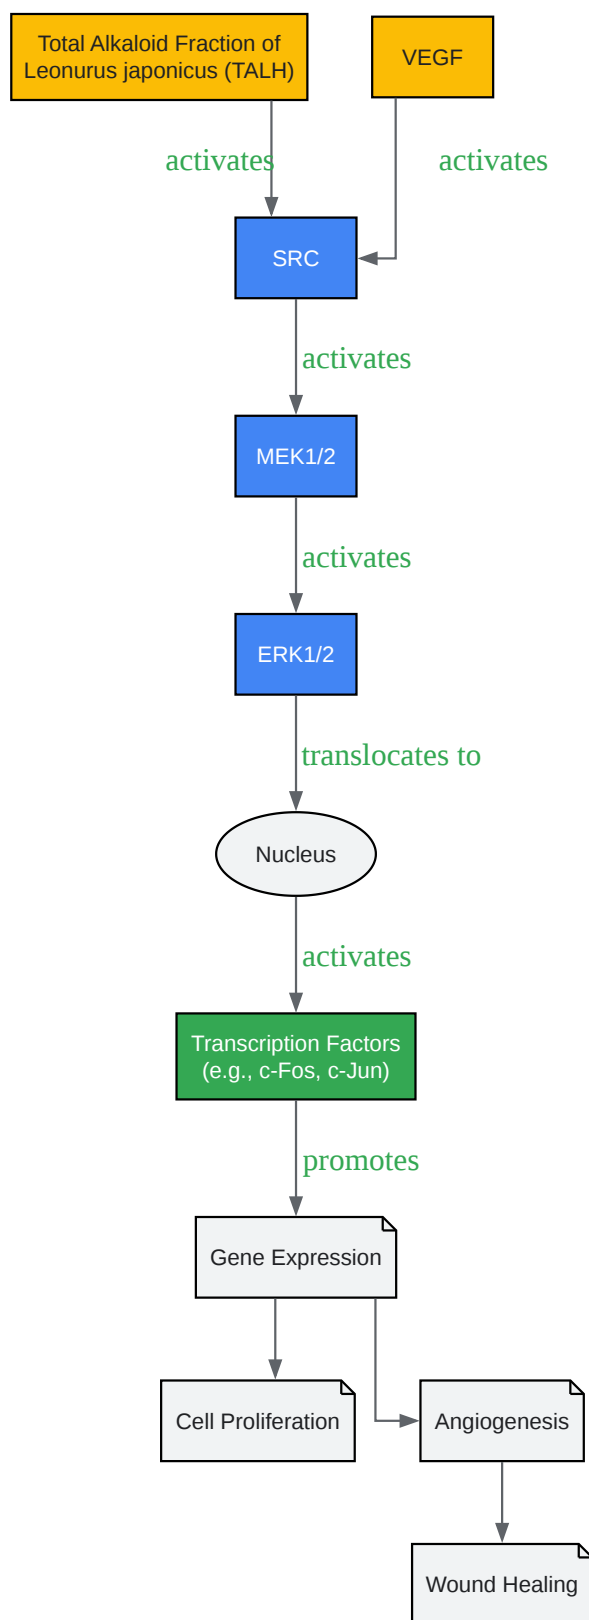 Total Alkaloid Fraction of
Leonurus japonicus (TALH)
VEGF
activates
activates
SRC
activates
MEK1/2
activates
ERK1/2
translocates to
Nucleus
activates
Transcription Factors
(e.g., c-Fos, c-Jun)
promotes
Gene Expression
Cell Proliferation
Angiogenesis
Wound Healing